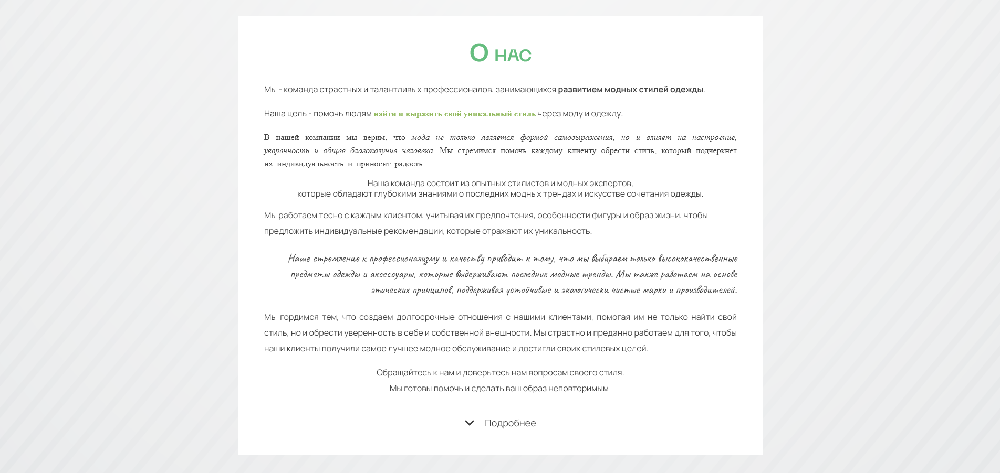 О нас
Мы - команда страстных и талантливых профессионалов, занимающихся развитием модных стилей одежды.
Наша цель - помочь людям найти и выразить свой уникальный стиль через моду и одежду.
В нашей компании мы верим, что мода не только является формой самовыражения, но и влияет на настроение,
уверенность и общее благополучие человека. Мы стремимся помочь каждому клиенту обрести стиль, который подчеркнет
их индивидуальность и приносит радость.
Наша команда состоит из опытных стилистов и модных экспертов,
которые обладают глубокими знаниями о последних модных трендах и искусстве сочетания одежды.
Мы работаем тесно с каждым клиентом, учитывая их предпочтения, особенности фигуры и образ жизни, чтобы
предложить индивидуальные рекомендации, которые отражают их уникальность.
Наше стремление к профессионализму и качеству приводит к тому, что мы выбираем только высококачественные
предметы одежды и аксессуары, которые выдерживают последние модные тренды. Мы также работаем на основе
этических принципов, поддерживая устойчивые и экологически чистые марки и производителей.
Мы гордимся тем, что создаем долгосрочные отношения с нашими клиентами, помогая им не только найти свой
стиль, но и обрести уверенность в себе и собственной внешности. Мы страстно и преданно работаем для того, чтобы
наши клиенты получили самое лучшее модное обслуживание и достигли своих стилевых целей.
Обращайтесь к нам и доверьтесь нам вопросам своего стиля.
Мы готовы помочь и сделать ваш образ неповторимым!
Подробнее